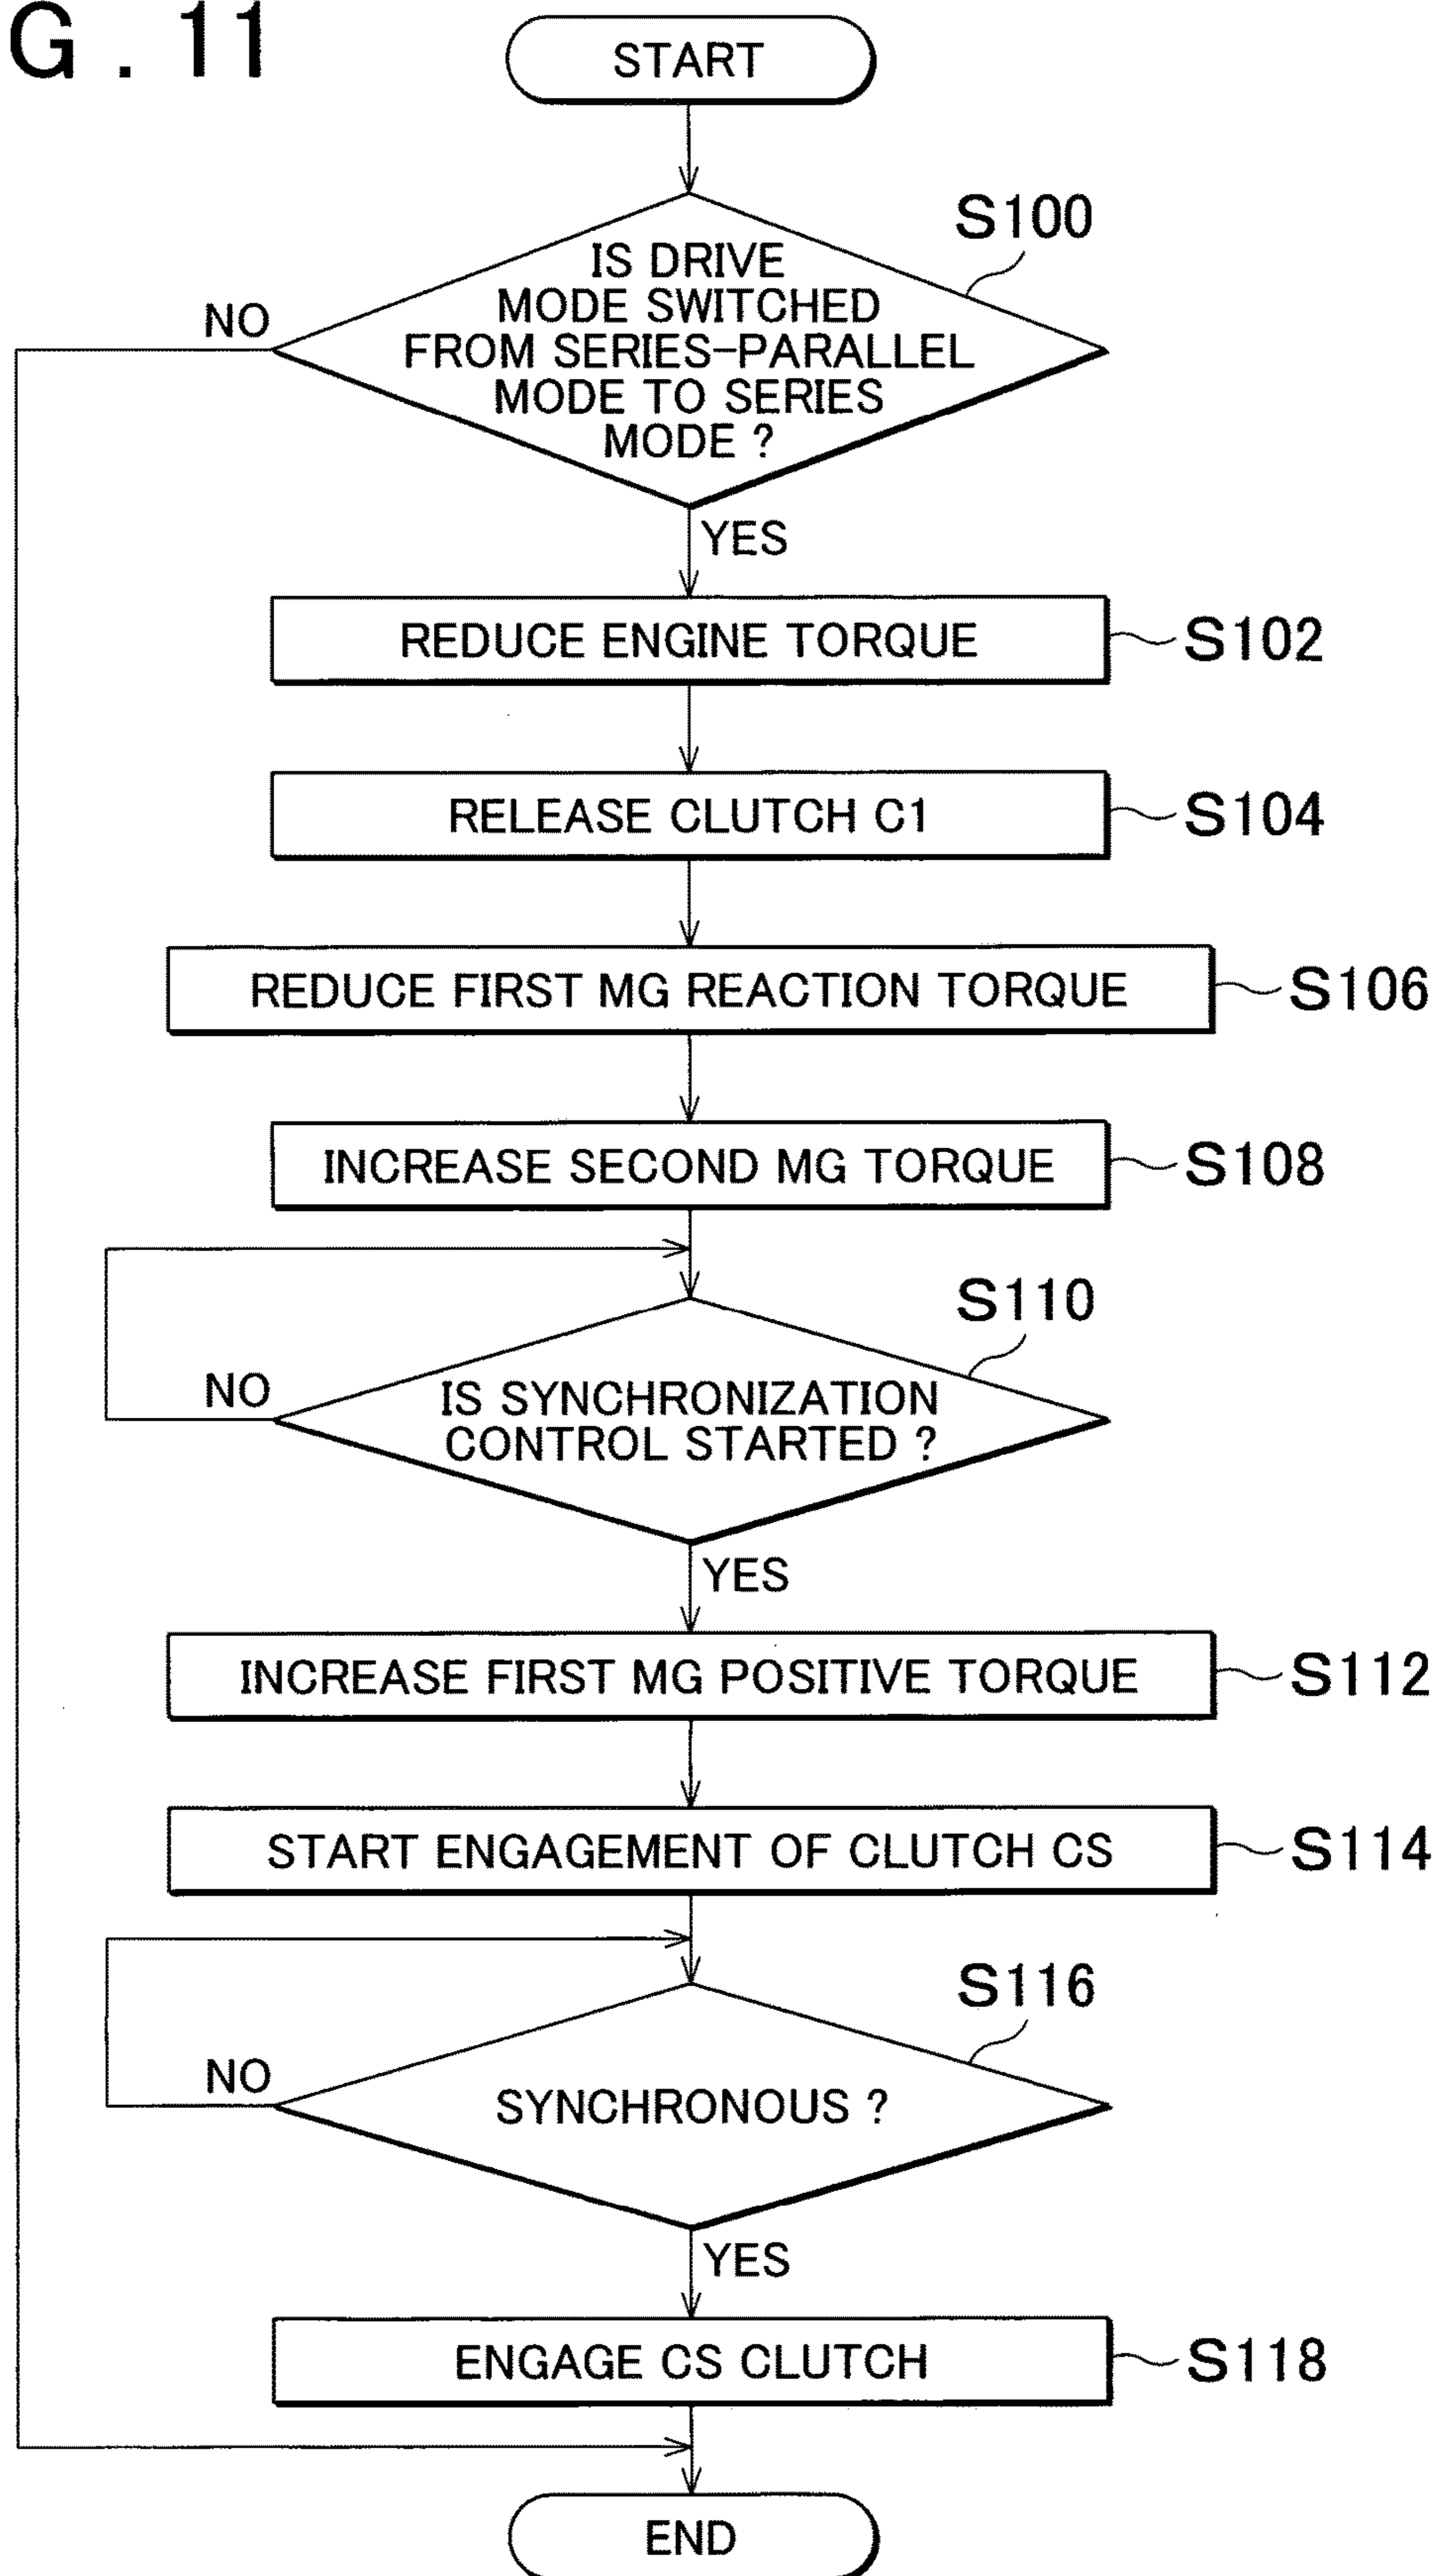 G . 11
START
S100
IS DRIVE
MODE SWITCHED
FROM SERIES-PARALLEL
MODE TO SERIES
MODE ?
NO
YES
REDUCE ENGINE TORQUE
S102
RELEASE CLUTCH C1
S104
REDUCE FIRST MG REACTION TORQUE
S106
INCREASE SECOND MG TORQUE
S108
S110
NO
IS SYNCHRONIZATION
CONTROL STARTED ?
YES
INCREASE FIRST MG POSITIVE TORQUE
S112
START ENGAGEMENT OF CLUTCH CS
S114
S116
NO
SYNCHRONOUS ?
YES
ENGAGE CS CLUTCH
S118
END